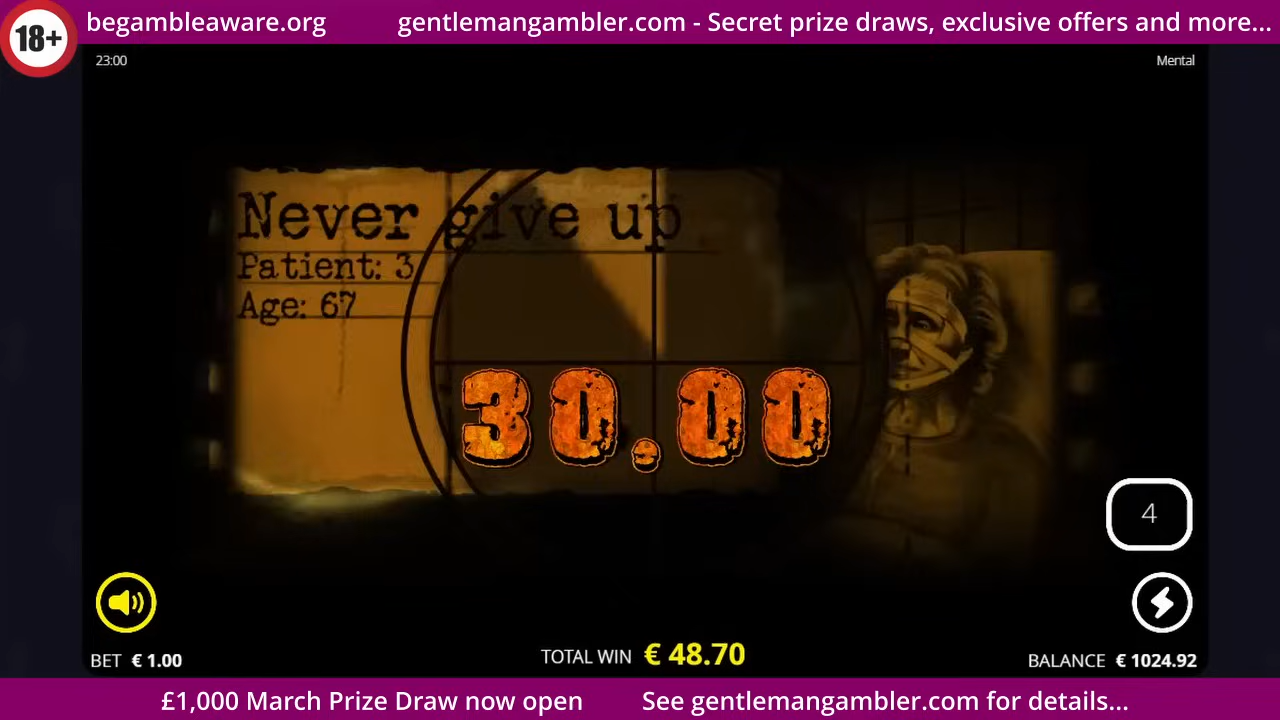 18+
begambleaware.org
gentlemangambler.com - Secret prize draws, exclusive offers and more...
23:00
Mental
Never give up
Patient: 3
Age: 67
30.00
4
BET € 1.00
TOTAL WIN € 48.70
BALANCE € 1024.92
£1,000 March Prize Draw now open
See gentlemangambler.com for details...